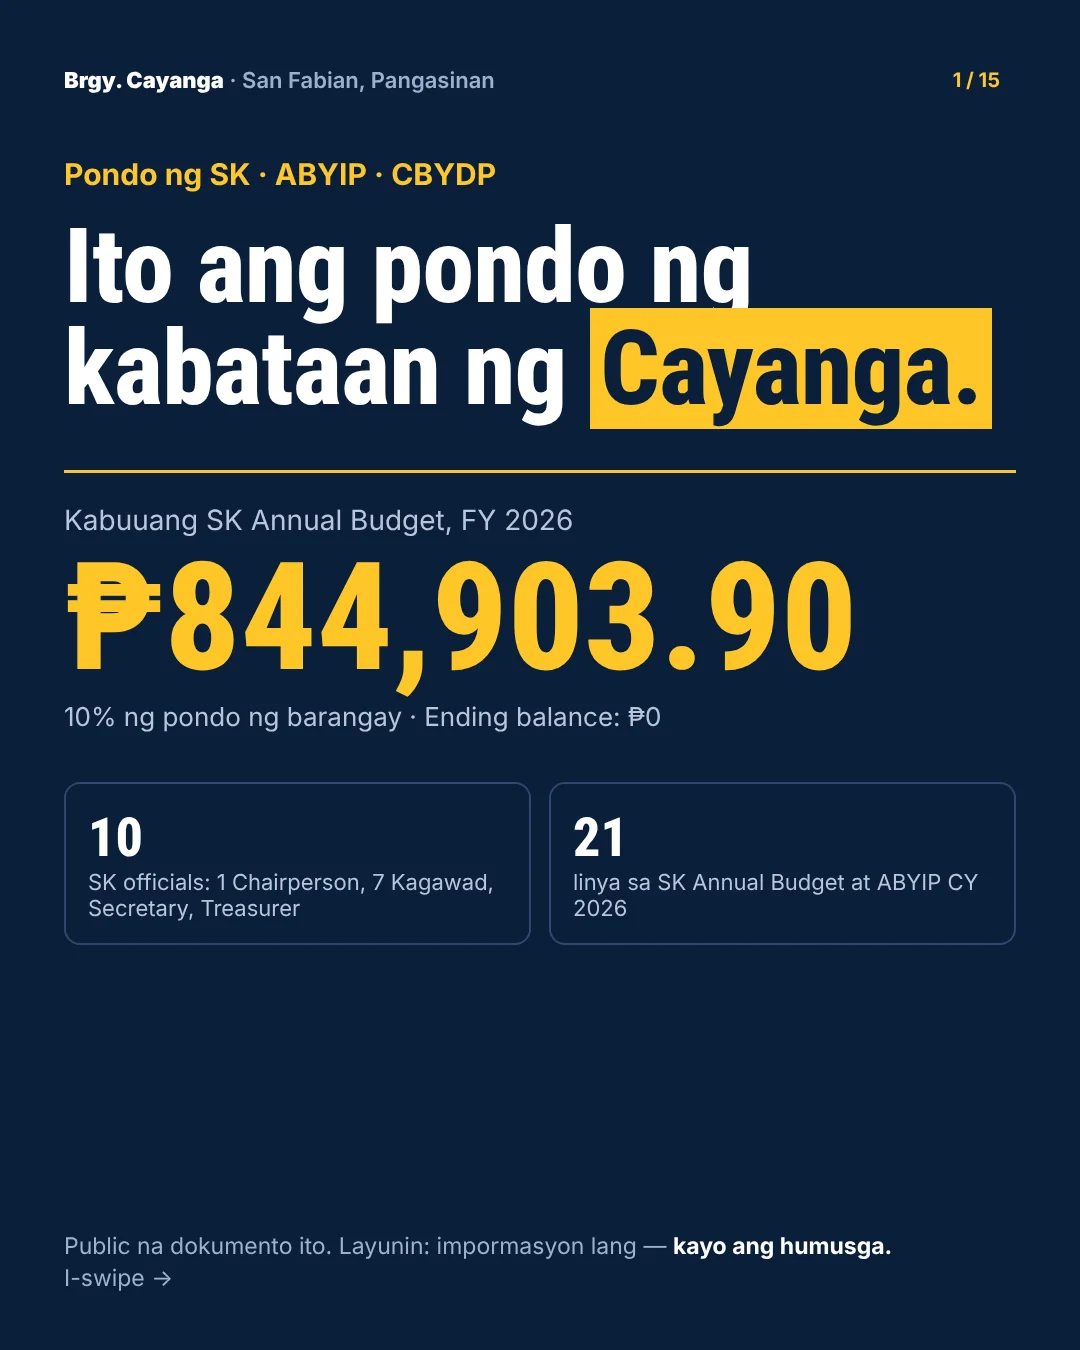 Brgy. Cayanga · San Fabian, Pangasinan
1 / 15
Pondo ng SK · ABYIP · CBYDP
Ito ang pondo ng
kabataan ng Cayanga.
Kabuuang SK Annual Budget, FY 2026
₱844,903.90
10% ng pondo ng barangay · Ending balance: ₱0
10
SK officials: 1 Chairperson, 7 Kagawad,
Secretary, Treasurer
21
linya sa SK Annual Budget at ABYIP CY
2026
Public na dokumento ito. Layunin: impormasyon lang — kayo ang humusga.
I-swipe →